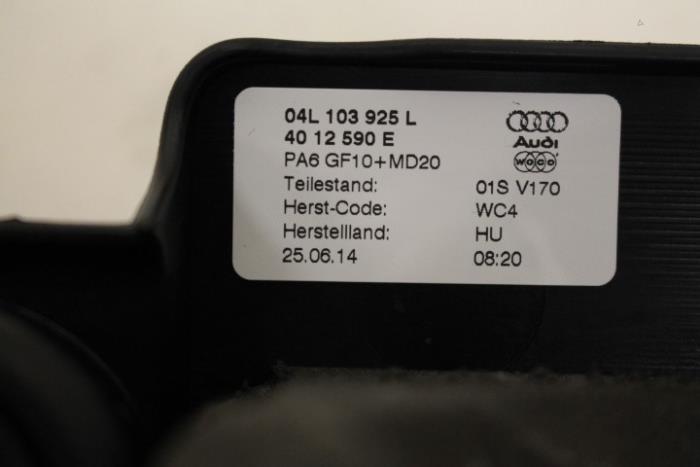 04L 103 925 L
40 12 590 E
Audi
PA6 GF10+MD20
woco
Teilestand: 01S V170
Herst-Code: WC4
Herstellland: HU
25.06.14 08:20